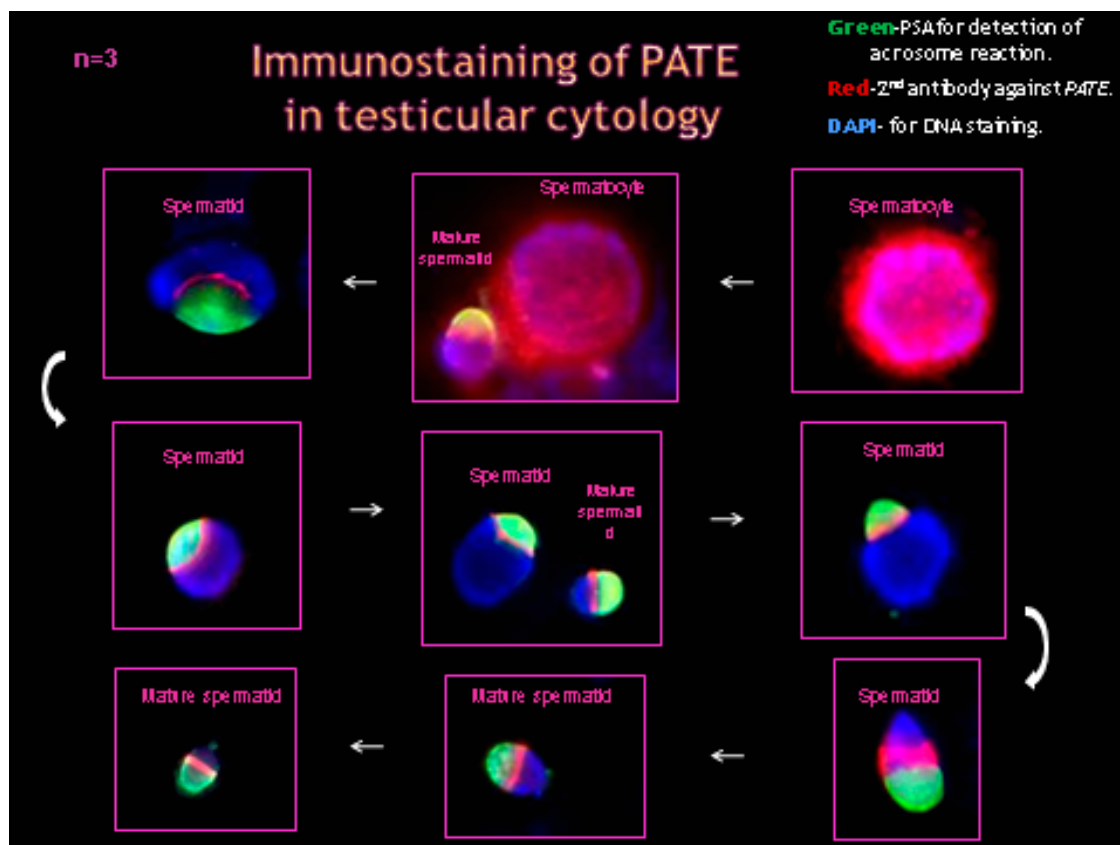 n=3
Immunostaining of PATE
in testicular cytology
Green-PSA for detection of
acrosome reaction.
Red-2nd antibody against PATE.
DAPI- for DNA staining.
Spermatid
Spermatocyte
Mature
spermatid
Spermatocyte
Spermatid
Spermatid
Mature
spermati
d
Spermatid
Mature spermatid
Mature spermatid
Spermatid